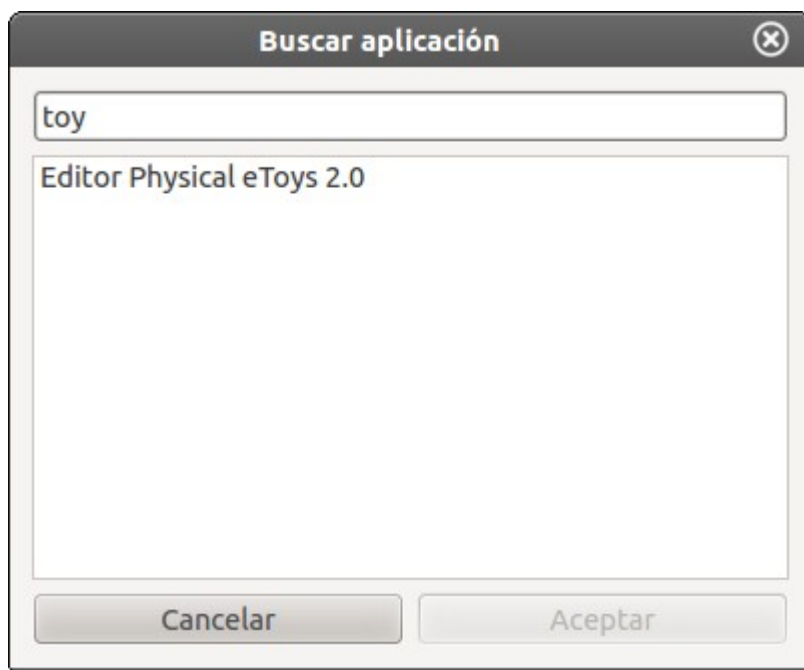 Buscar aplicación
toy
Editor Physical eToys 2.0
Cancelar
Aceptar